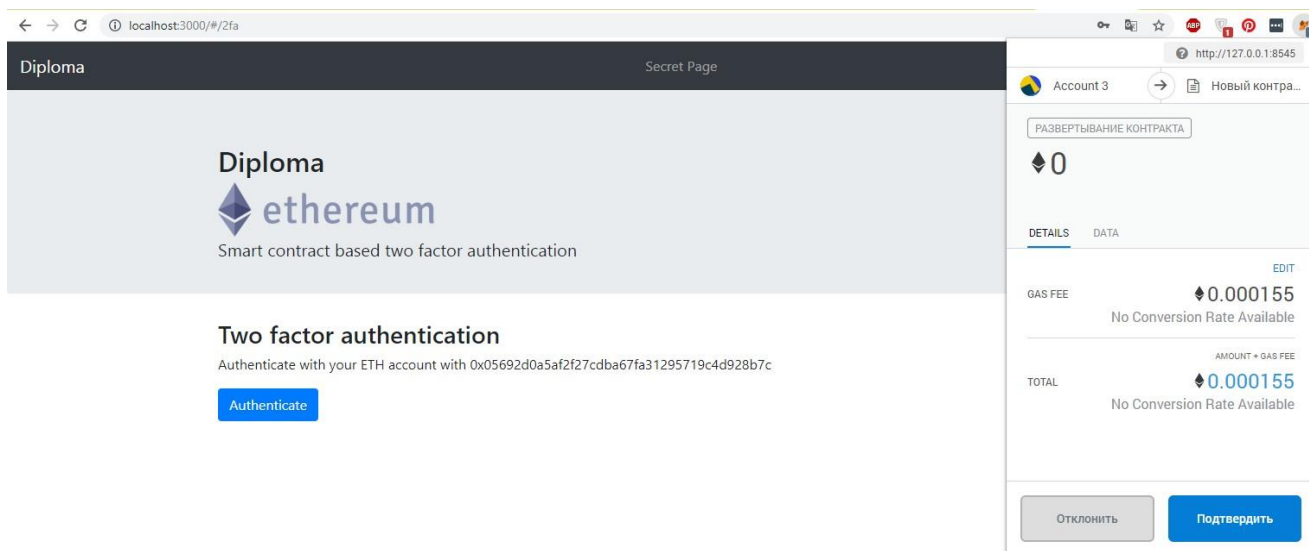 localhost:3000/#/2fa
ABP
1
Diploma
Secret Page
Diploma
ethereum
Smart contract based two factor authentication
Two factor authentication
Authenticate with your ETH account with 0x05692d0a5af2f27cdba67fa31295719c4d928b7c
Authenticate
http://127.0.0.1:8545
Account 3
Новый контра...
РАЗВЕРТЫВАНИЕ КОНТРАКТА
0
DETAILS DATA
EDIT
GAS FEE
0.000155
No Conversion Rate Available
AMOUNT + GAS FEE
TOTAL
0.000155
No Conversion Rate Available
Отклонить
Подтвердить